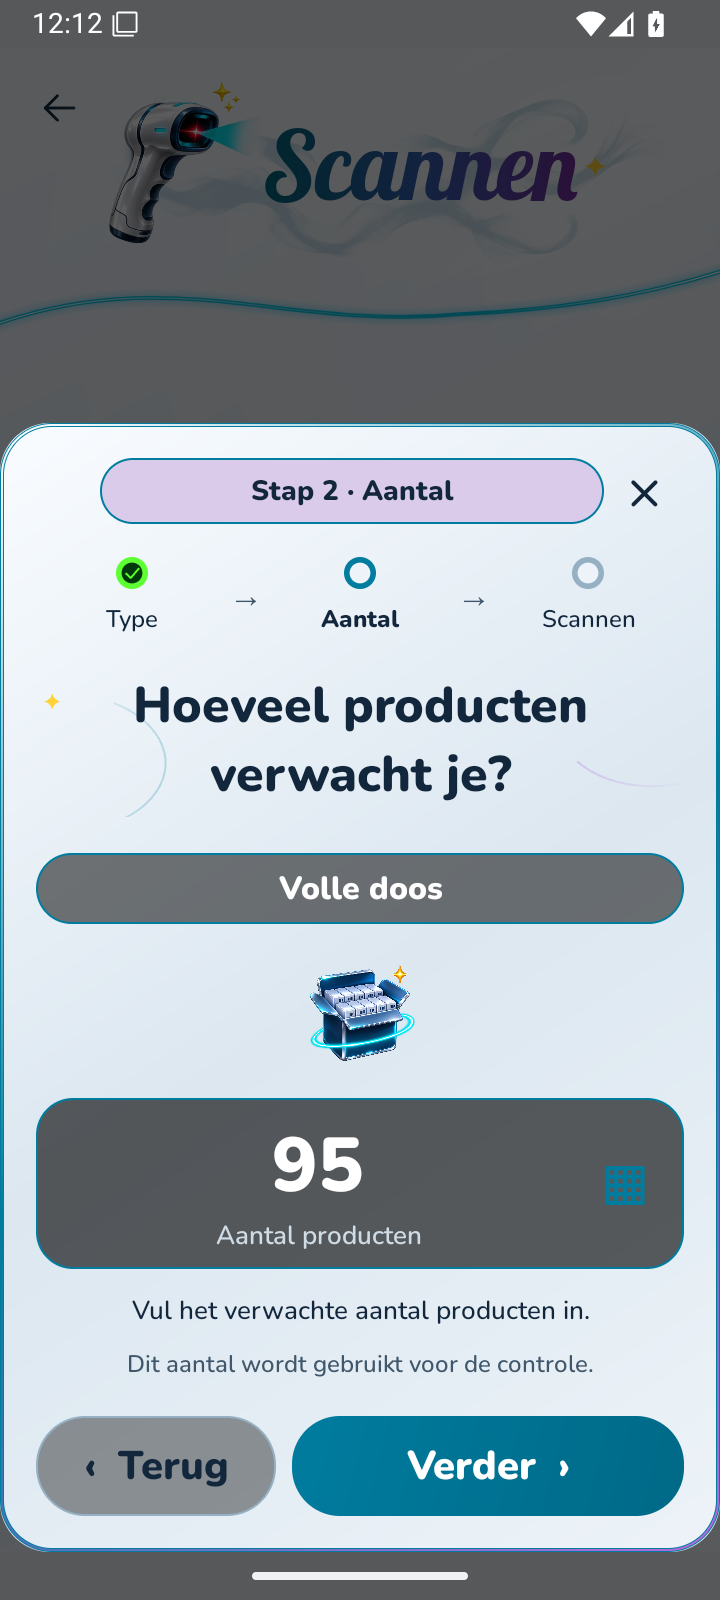 12:12
Scannen
Stap 2 · Aantal
Type → Aantal → Scannen
Hoeveel producten
verwacht je?
Volle doos
95
Aantal producten
Vul het verwachte aantal producten in.
Dit aantal wordt gebruikt voor de controle.
‹ Terug
Verder ›